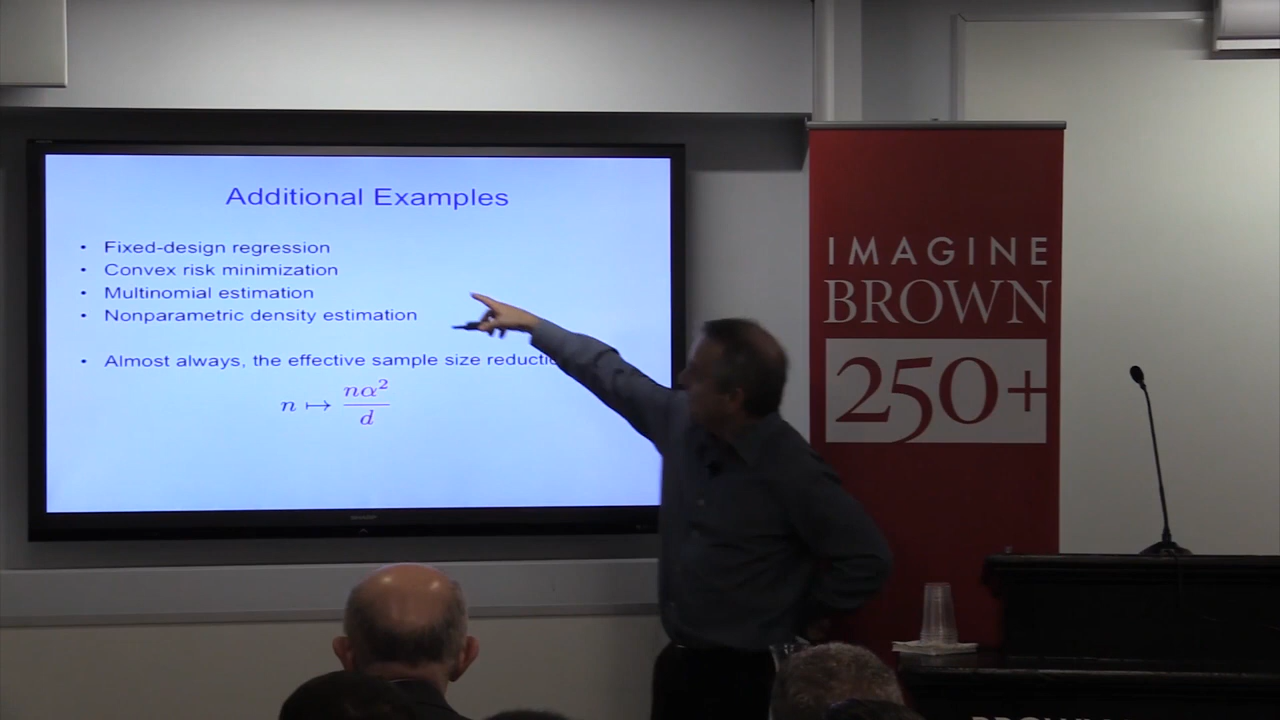 Additional Examples
• Fixed-design regression
• Convex risk minimization
• Multinomial estimation
• Nonparametric density estimation
• Almost always, the effective sample size
n ↦ nα²/d
IMAGINE
BROWN
250+